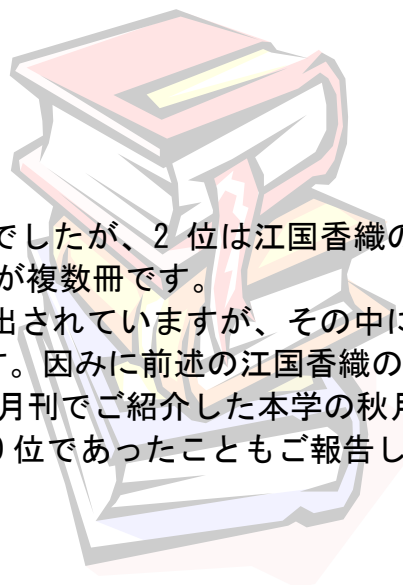 でしたが、2 位は江国香織の
が複数冊です。
出されていますが、その中に
す。因みに前述の江国香織の
月刊でご紹介した本学の秋月
0 位であったこともご報告し